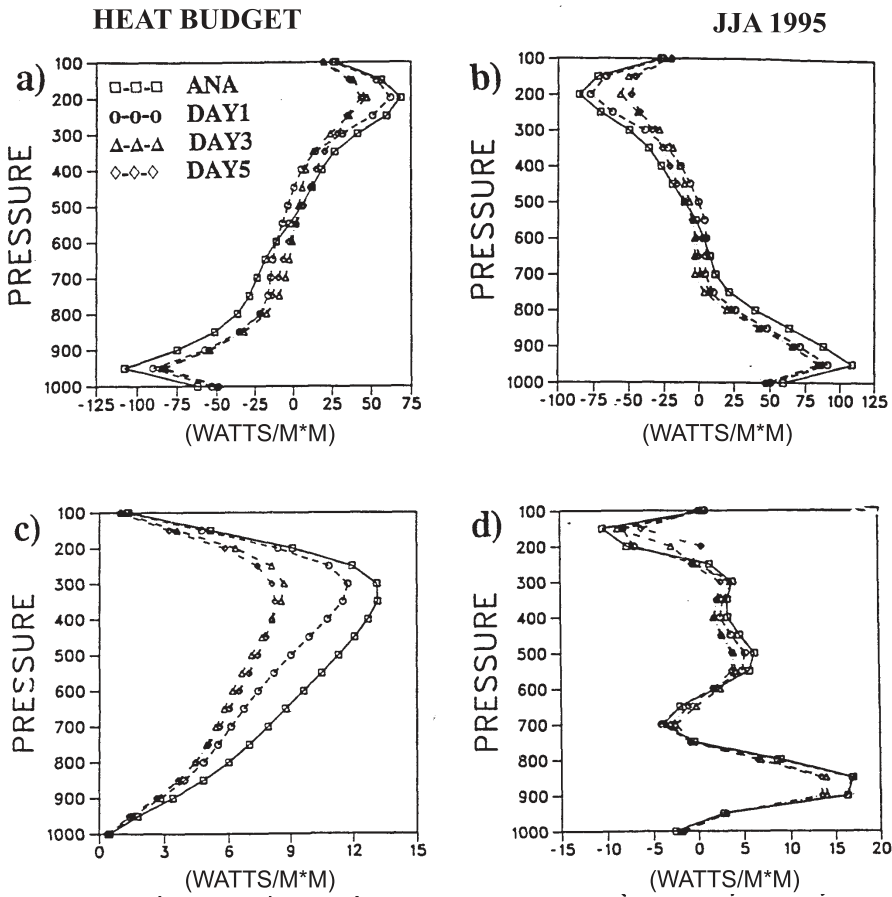 HEAT BUDGET JJA 1995
a)
ANA
DAY1
DAY3
DAY5
PRESSURE
100
200
300
400
500
600
700
800
900
1000
-125 -100 -75 -50 -25 0 25 50 75
(WATTS/M*M)
b)
PRESSURE
100
200
300
400
500
600
700
800
900
1000
-100 -75 -50 -25 0 25 50 75 100 125
(WATTS/M*M)
c)
PRESSURE
100
200
300
400
500
600
700
800
900
1000
0 3 6 9 12 15
(WATTS/M*M)
d)
PRESSURE
100
200
300
400
500
600
700
800
900
1000
-15 -10 -5 0 5 10 15 20
(WATTS/M*M)